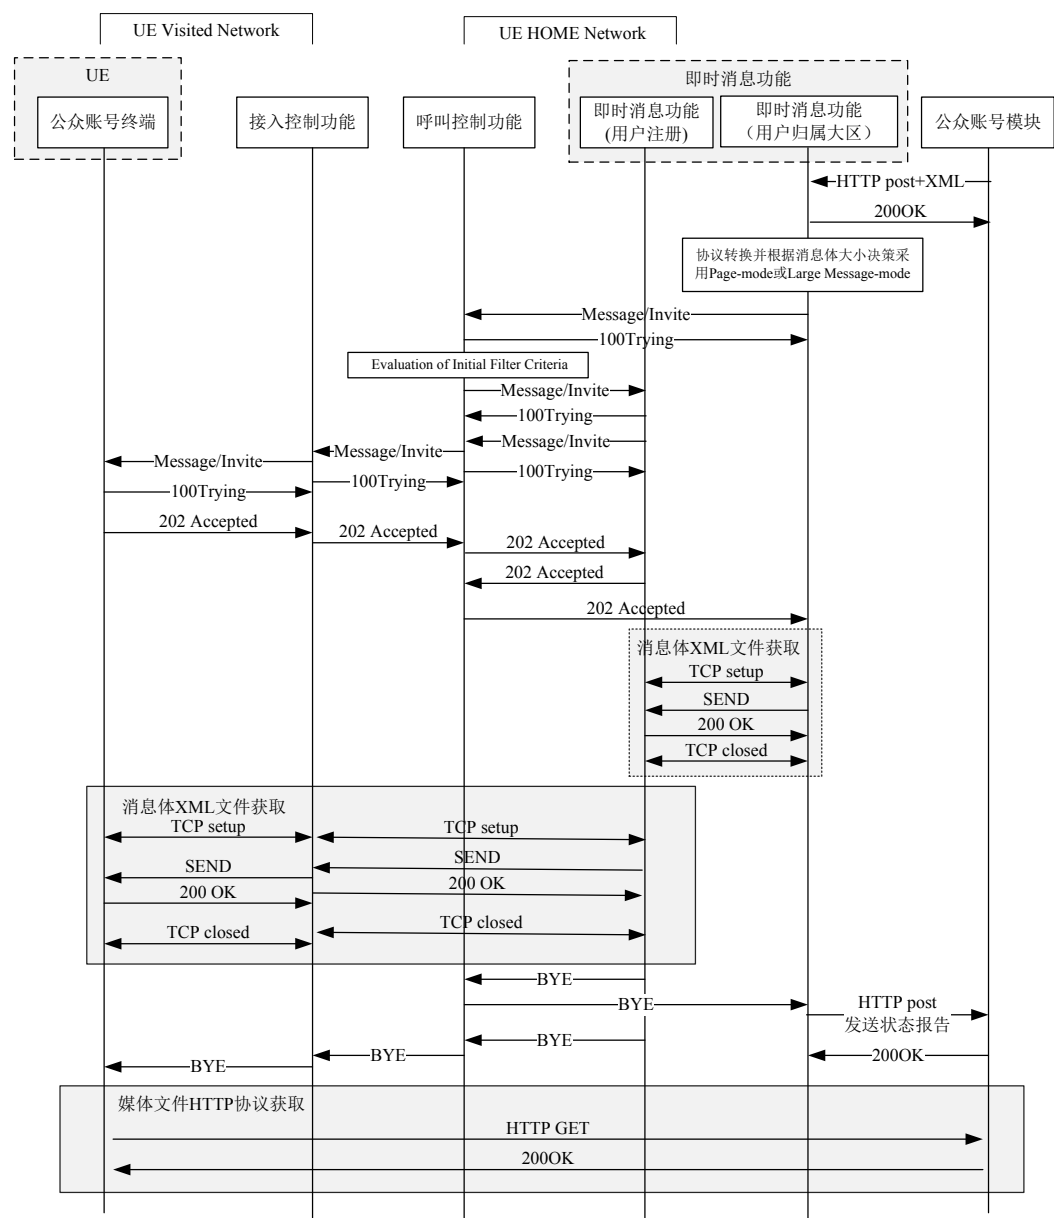 UE Visited Network
UE HOME Network
UE
即时消息功能
公众账号终端
接入控制功能
呼叫控制功能
即时消息功能
(用户注册)
即时消息功能
（用户归属大区）
公众账号模块
HTTP post+XML
200OK
协议转换并根据消息体大小决策采
用Page-mode或Large Message-mode
Message/Invite
100Trying
Evaluation of Initial Filter Criteria
Message/Invite
100Trying
Message/Invite
Message/Invite
Message/Invite
100Trying
100Trying
100Trying
202 Accepted
202 Accepted
202 Accepted
202 Accepted
202 Accepted
消息体XML文件获取
TCP setup
SEND
200 OK
TCP closed
消息体XML文件获取
TCP setup
TCP setup
SEND
SEND
200 OK
200 OK
TCP closed
TCP closed
BYE
BYE
HTTP post
发送状态报告
BYE
BYE
200OK
BYE
媒体文件HTTP协议获取
HTTP GET
200OK